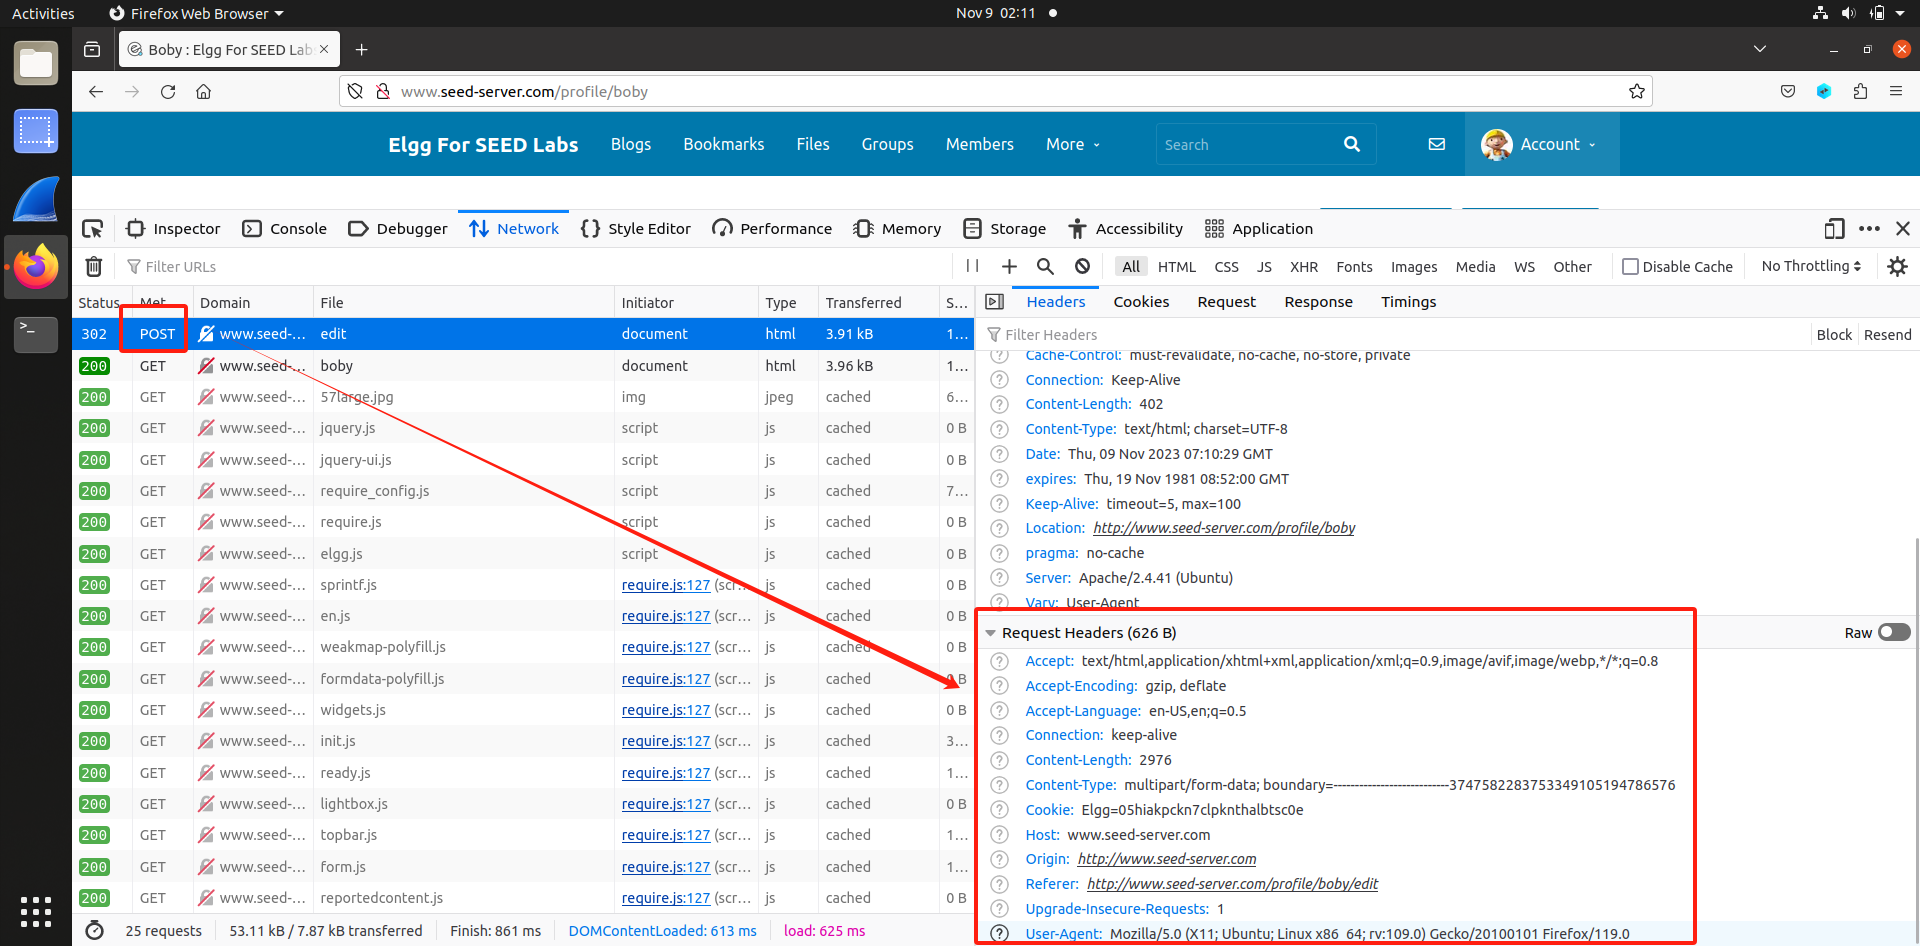 Activities Firefox Web Browser Nov 9 02:11
Boby : Elgg For SEED Lab
www.seed-server.com/profile/boby
Elgg For SEED Labs Blogs Bookmarks Files Groups Members More Search Account
Inspector Console Debugger Network Style Editor Performance Memory Storage Accessibility Application
Filter URLs All HTML CSS JS XHR Fonts Images Media WS Other Disable Cache No Throttling
Status Met Domain File Initiator Type Transferred S...
302 POST www.seed-... edit document html 3.91 kB 1...
200 GET www.seed-... boby document html 3.96 kB 1...
200 GET www.seed-... 57large.jpg img jpeg cached 6...
200 GET www.seed-... jquery.js script js cached 0 B
200 GET www.seed-... jquery-ui.js script js cached 0 B
200 GET www.seed-... require_config.js script js cached 7...
200 GET www.seed-... require.js script js cached 0 B
200 GET www.seed-... elgg.js script js cached 0 B
200 GET www.seed-... sprintf.js require.js:127 (scr... js cached 0 B
200 GET www.seed-... en.js require.js:127 (scr... js cached 0 B
200 GET www.seed-... weakmap-polyfill.js require.js:127 (scr... js cached 0 B
200 GET www.seed-... formdata-polyfill.js require.js:127 (scr... js cached 0 B
200 GET www.seed-... widgets.js require.js:127 (scr... js cached 0 B
200 GET www.seed-... init.js require.js:127 (scr... js cached 3...
200 GET www.seed-... ready.js require.js:127 (scr... js cached 1...
200 GET www.seed-... lightbox.js require.js:127 (scr... js cached 0 B
200 GET www.seed-... topbar.js require.js:127 (scr... js cached 1...
200 GET www.seed-... form.js require.js:127 (scr... js cached 1...
200 GET www.seed-... reportedcontent.js require.js:127 (scr... js cached 0 B
25 requests 53.11 kB / 7.87 kB transferred Finish: 861 ms DOMContentLoaded: 613 ms load: 625 ms
Headers Cookies Request Response Timings
Filter Headers Block Resend
Cache-Control: must-revalidate, no-cache, no-store, private
Connection: Keep-Alive
Content-Length: 402
Content-Type: text/html; charset=UTF-8
Date: Thu, 09 Nov 2023 07:10:29 GMT
expires: Thu, 19 Nov 1981 08:52:00 GMT
Keep-Alive: timeout=5, max=100
Location: http://www.seed-server.com/profile/boby
pragma: no-cache
Server: Apache/2.4.41 (Ubuntu)
Vary: User-Agent
Request Headers (626 B) Raw
Accept: text/html,application/xhtml+xml,application/xml;q=0.9,image/avif,image/webp,*/*;q=0.8
Accept-Encoding: gzip, deflate
Accept-Language: en-US,en;q=0.5
Connection: keep-alive
Content-Length: 2976
Content-Type: multipart/form-data; boundary=---------------------------3747582283753349105194786576
Cookie: Elgg=05hiakpckn7clpknthalbtsc0e
Host: www.seed-server.com
Origin: http://www.seed-server.com
Referer: http://www.seed-server.com/profile/boby/edit
Upgrade-Insecure-Requests: 1
User-Agent: Mozilla/5.0 (X11; Ubuntu; Linux x86_64; rv:109.0) Gecko/20100101 Firefox/119.0